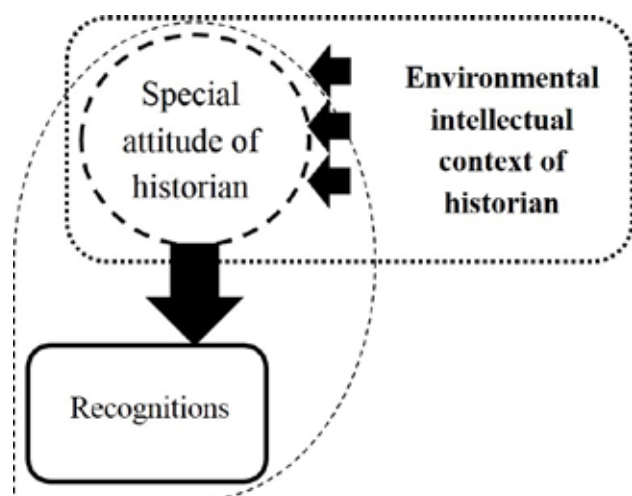 Special
attitude of
historian
Environmental
intellectual
context of
historian
Recognitions